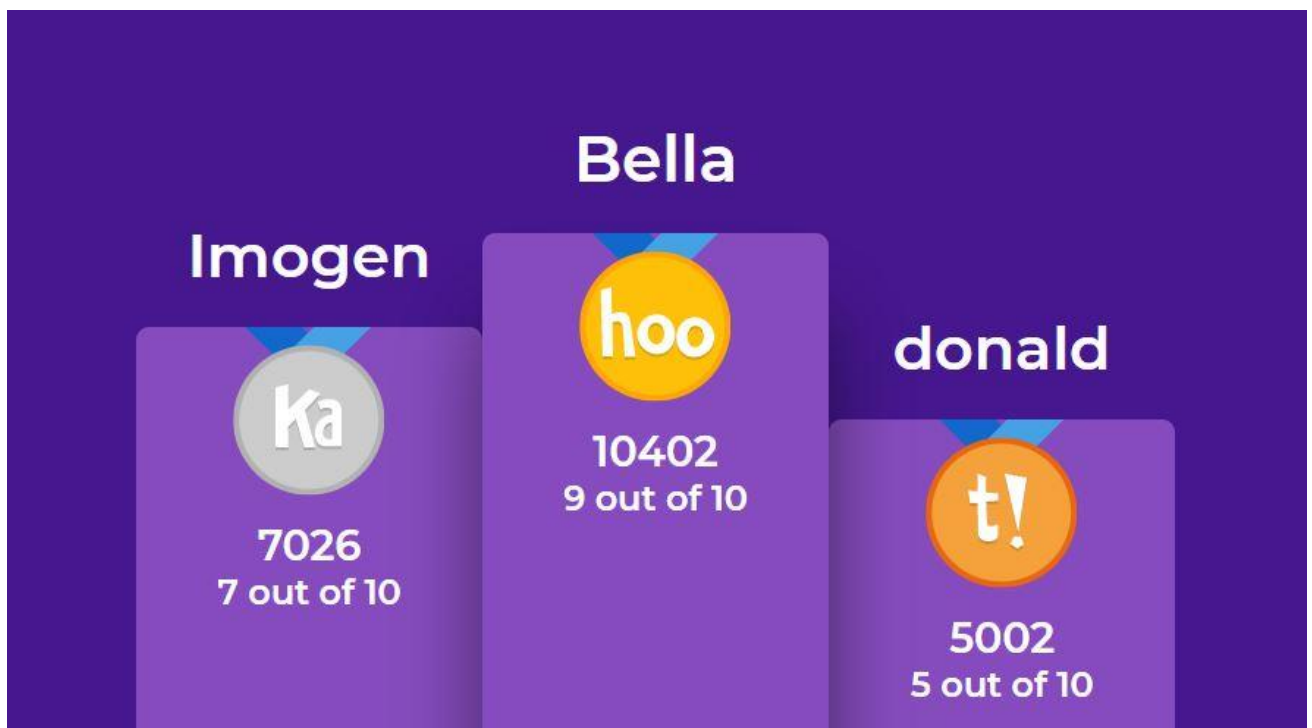 Bella
Imogen
donald
hoo
Ka
t!
10402
9 out of 10
7026
7 out of 10
5002
5 out of 10